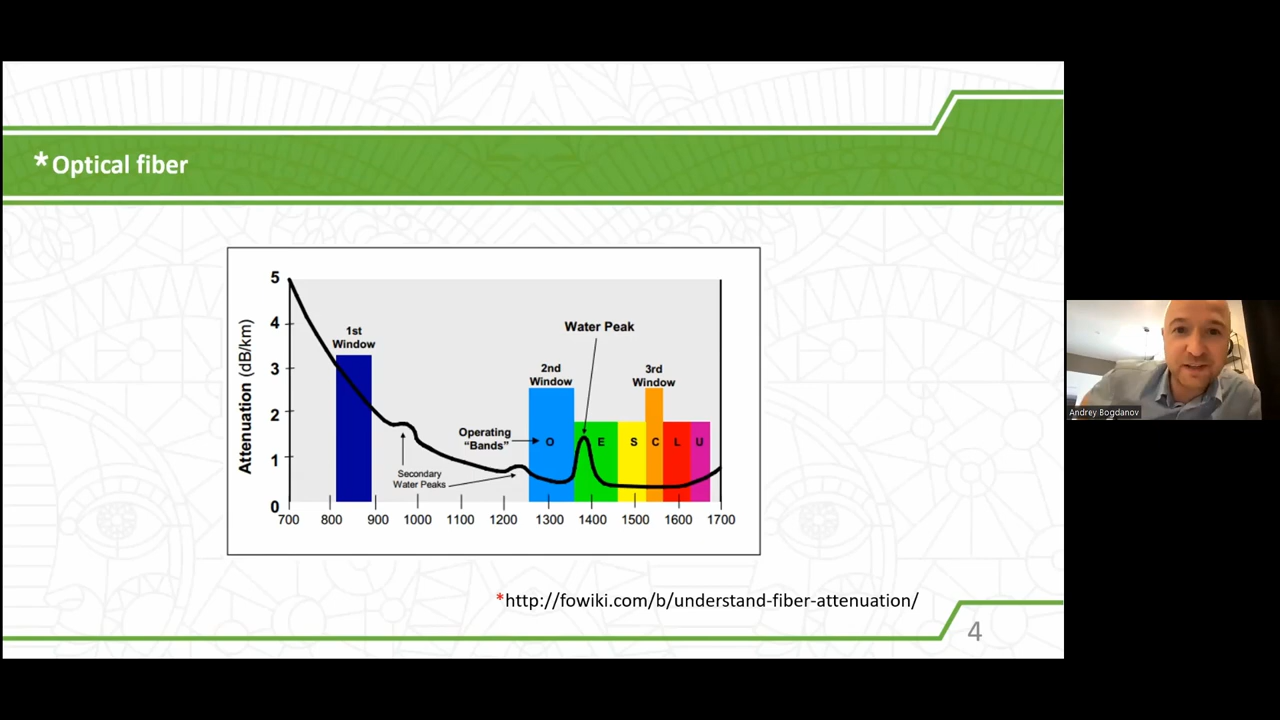 *Optical fiber
5
4
3
2
1
0
Attenuation (dB/km)
1st
Window
Secondary
Water Peaks
Operating
"Bands"
2nd
Window
Water Peak
3rd
Window
O
E
S
C
L
U
700
800
900
1000
1100
1200
1300
1400
1500
1600
1700
*http://fowiki.com/b/understand-fiber-attenuation/
4
Andrey Bogdanov